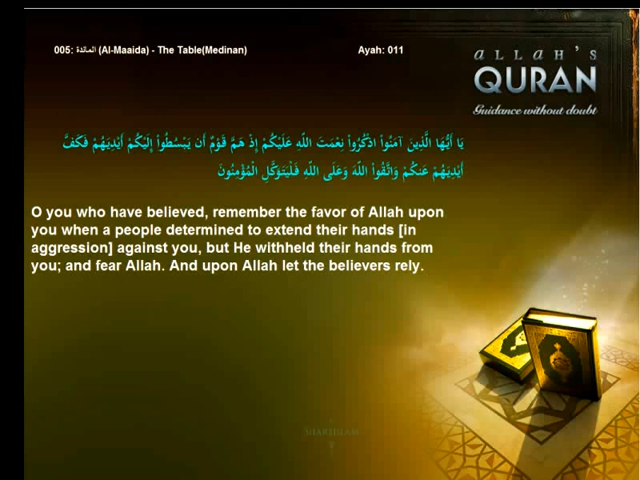 005: المائدة (Al-Maaida) - The Table(Medinan)
Ayah: 011
ALLAH'S
QURAN
Guidance without doubt
يَا أَيُّهَا الَّذِينَ آمَنُواْ اذْكُرُواْ نِعْمَتَ اللّهِ عَلَيْكُمْ إِذْ هَمَّ قَوْمٌ أَن يَبْسُطُواْ إِلَيْكُمْ أَيْدِيَهُمْ فَكَفَّ
أَيْدِيَهُمْ عَنكُمْ وَاتَّقُواْ اللّهَ وَعَلَى اللّهِ فَلْيَتَوَكَّلِ الْمُؤْمِنُونَ
O you who have believed, remember the favor of Allah upon
you when a people determined to extend their hands [in
aggression] against you, but He withheld their hands from
you; and fear Allah. And upon Allah let the believers rely.